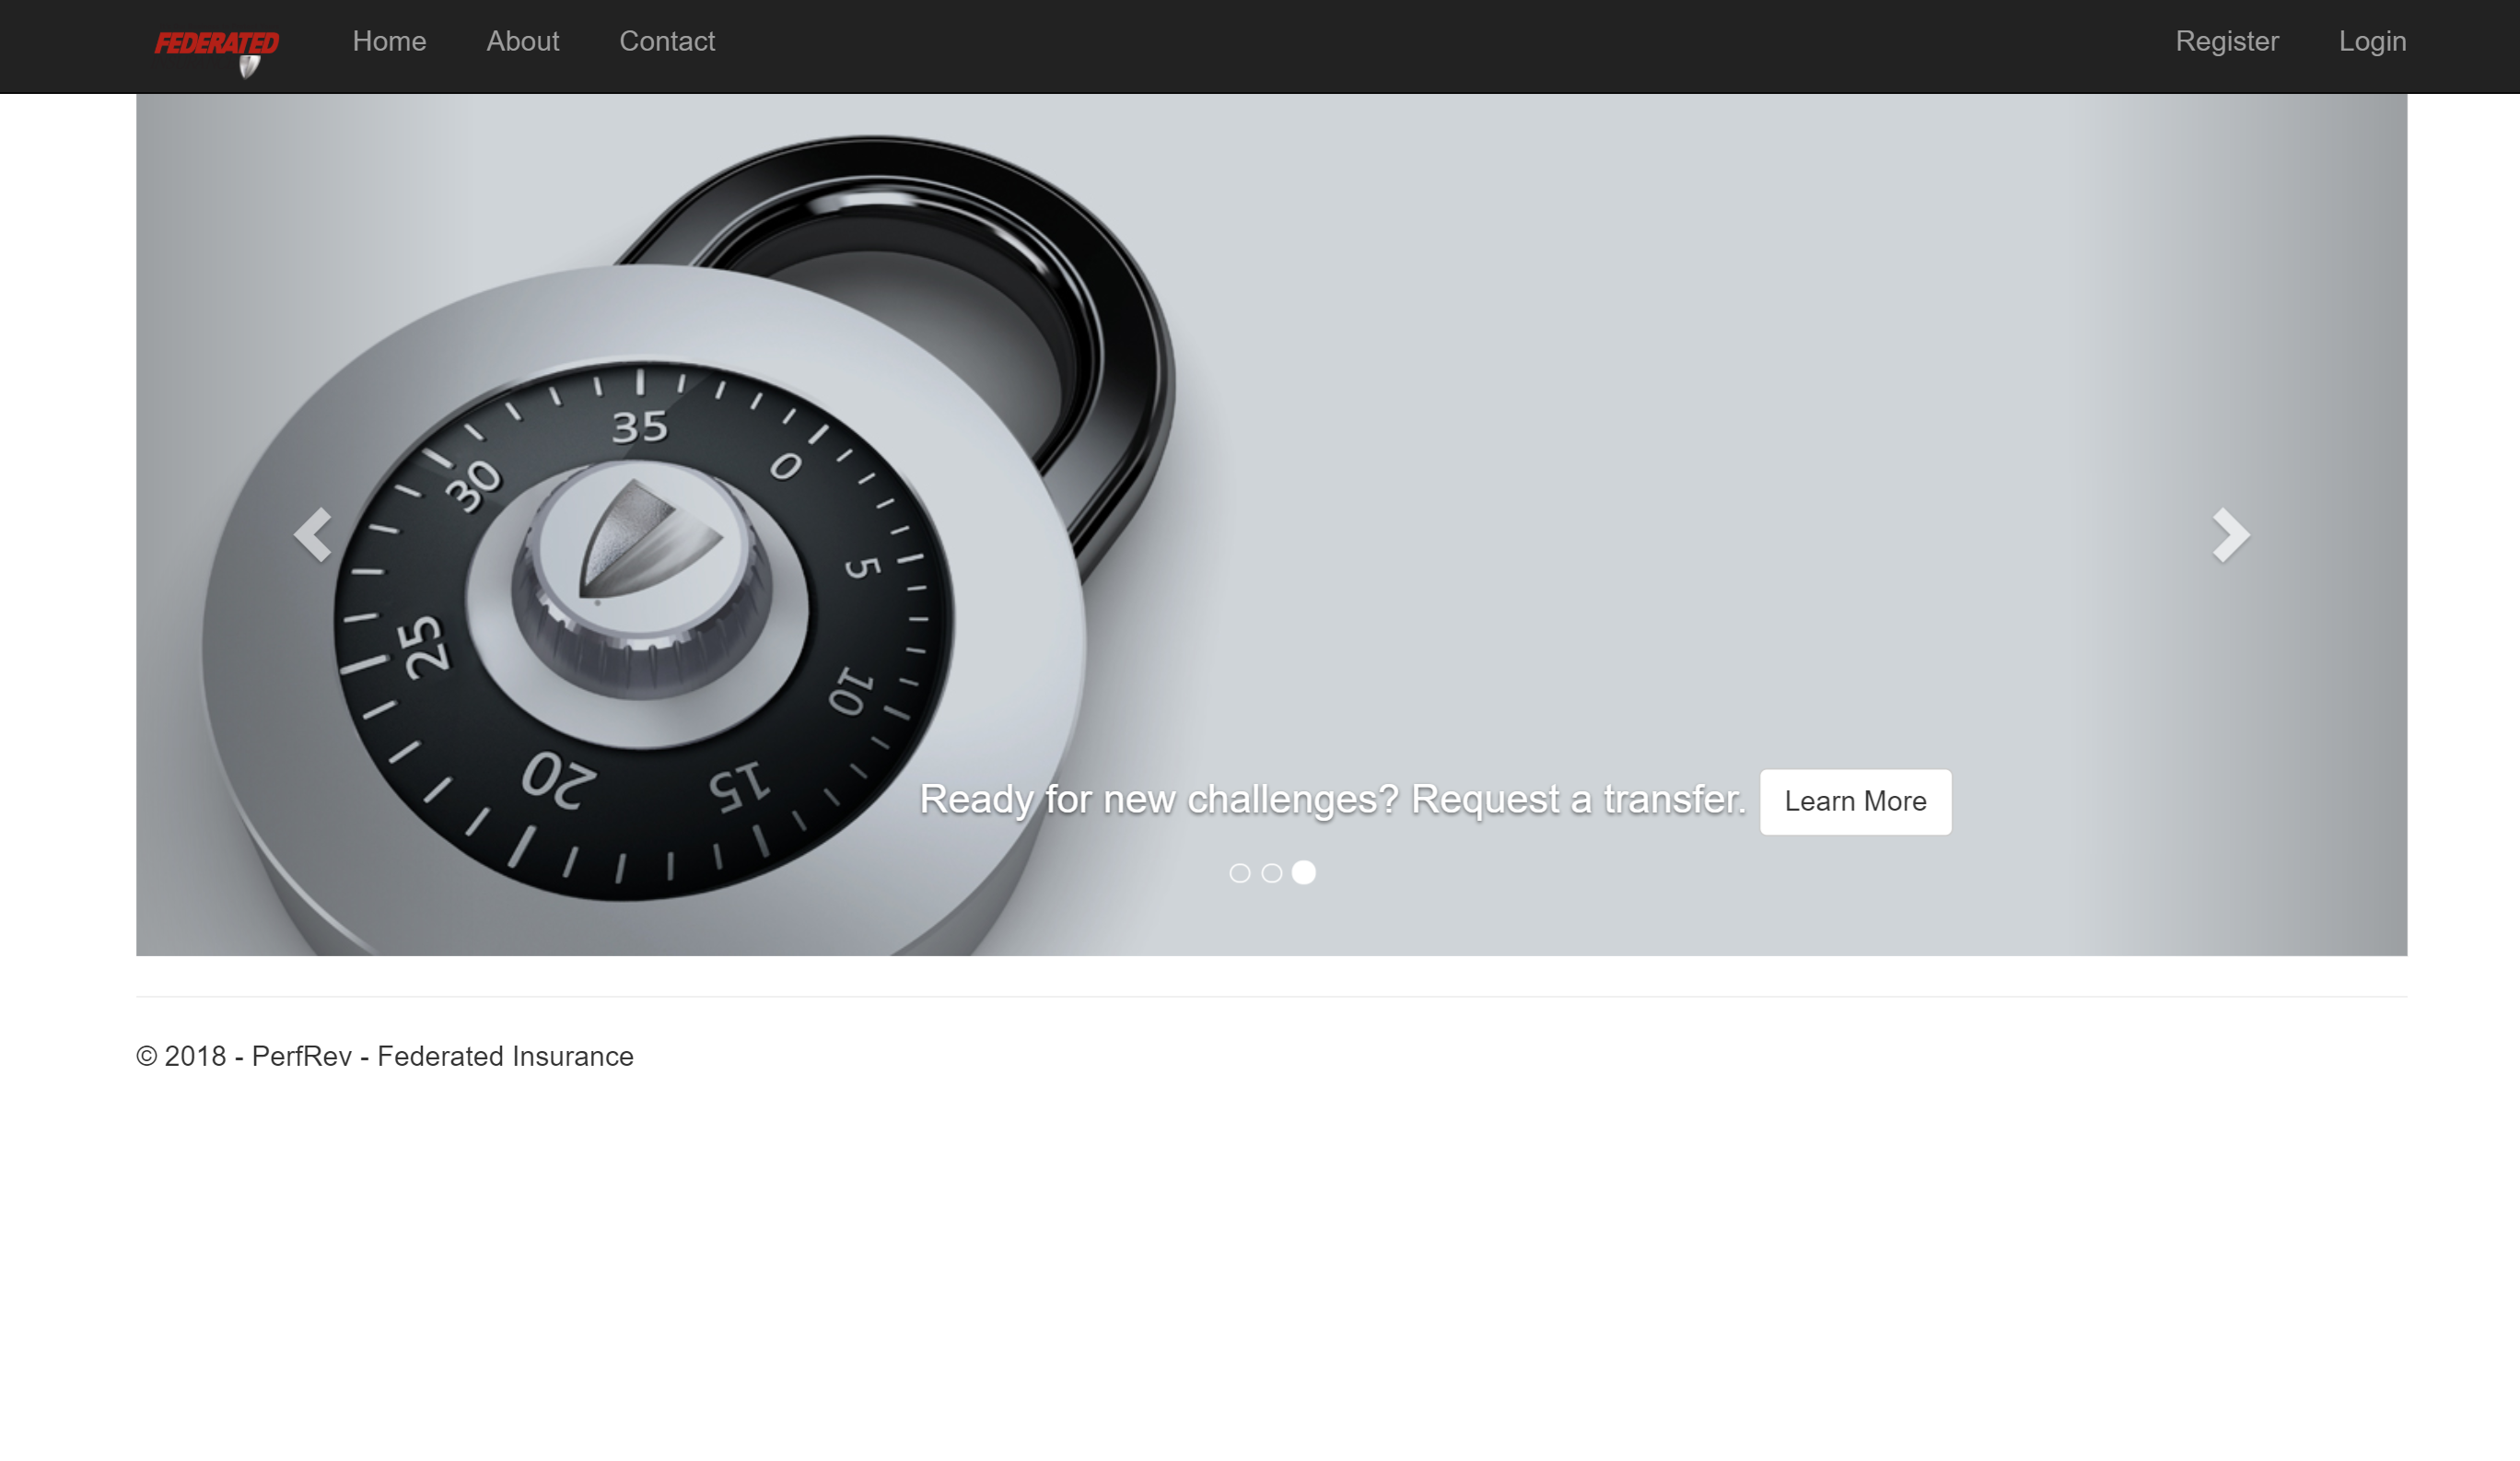 FEDERATED
Home
About
Contact
Register
Login
35
0
30
5
25
10
20
15
Ready for new challenges? Request a transfer.
Learn More
© 2018 - PerfRev - Federated Insurance